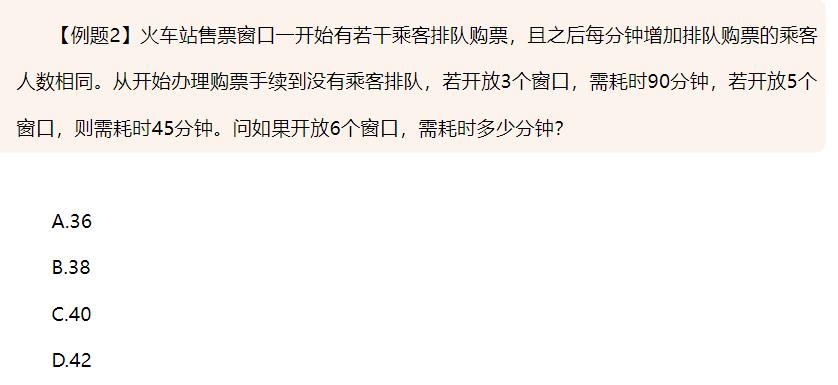 【例题2】火车站售票窗口一开始有若干乘客排队购票，且之后每分钟增加排队购票的乘客
人数相同。从开始办理购票手续到没有乘客排队，若开放3个窗口，需耗时90分钟，若开放5个
窗口，则需耗时45分钟。问如果开放6个窗口，需耗时多少分钟？
A.36
B.38
C.40
D.42